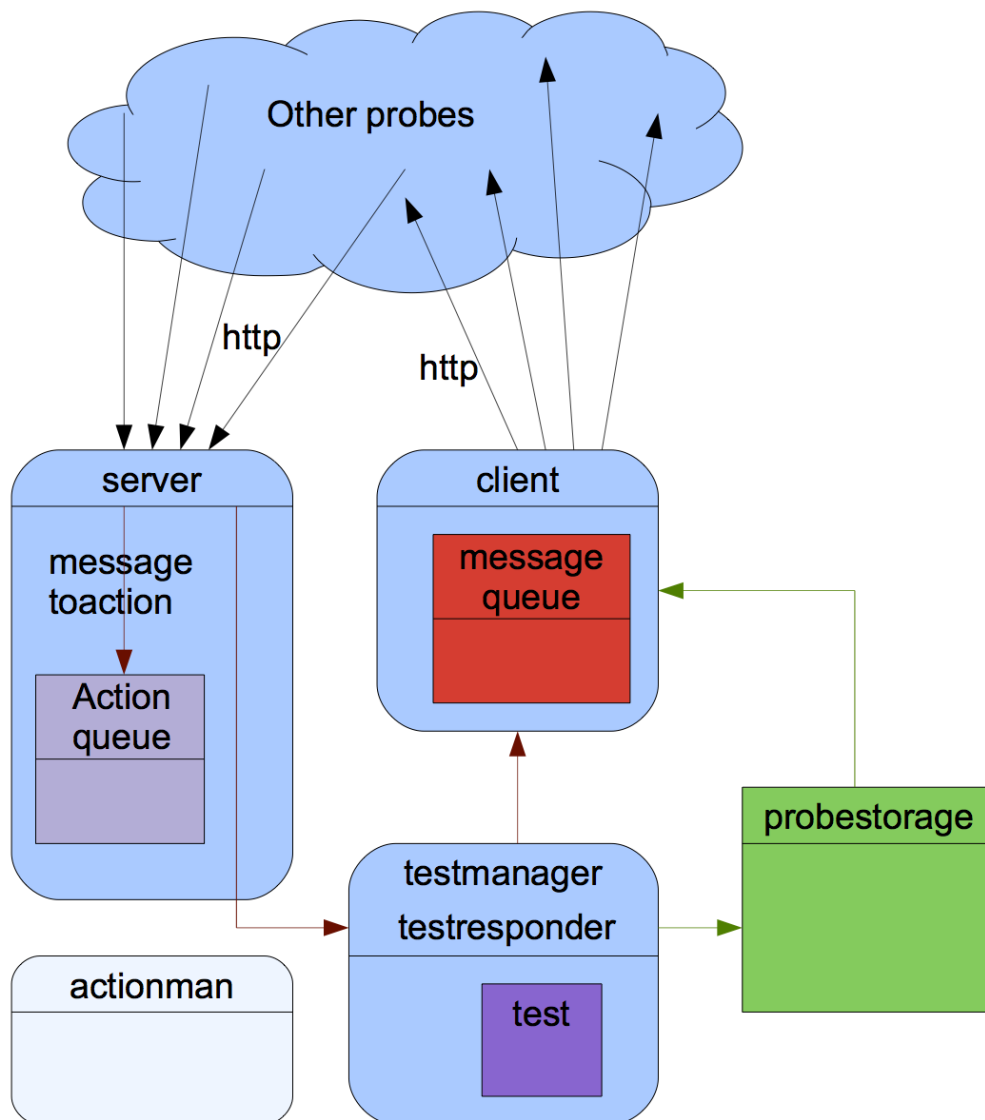 Other probes
http
http
server
client
message
toaction
message
queue
Action
queue
probestorage
testmanager
testresponder
actionman
test